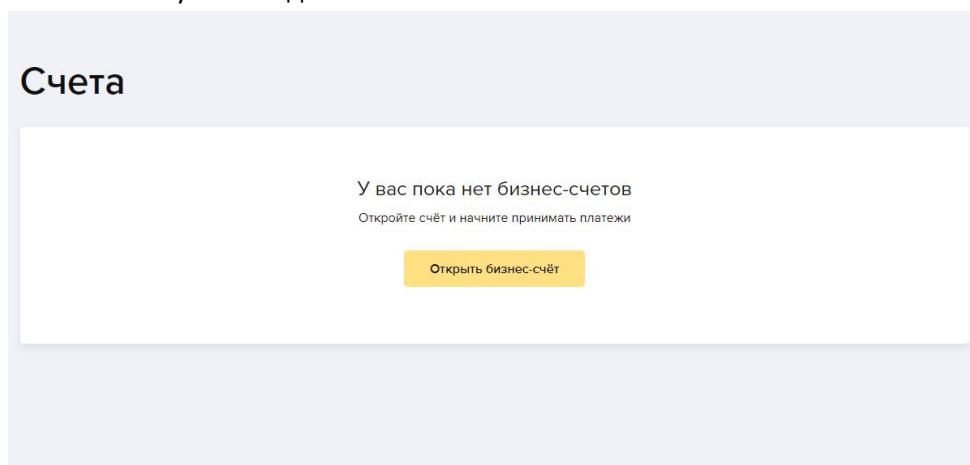 Счета
У вас пока нет бизнес-счетов
Откройте счёт и начните принимать платежи
Открыть бизнес-счёт